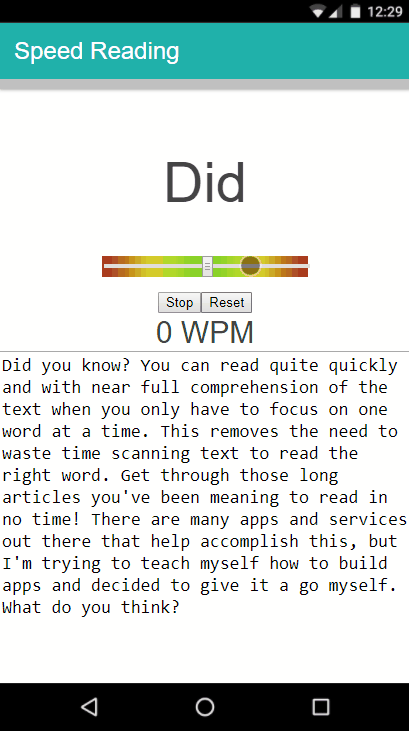 12:29
Speed Reading
Did
Stop Reset
0 WPM
Did you know? You can read quite quickly
and with near full comprehension of the
text when you only have to focus on one
word at a time. This removes the need to
waste time scanning text to read the
right word. Get through those long
articles you've been meaning to read in
no time! There are many apps and services
out there that help accomplish this, but
I'm trying to teach myself how to build
apps and decided to give it a go myself.
What do you think?